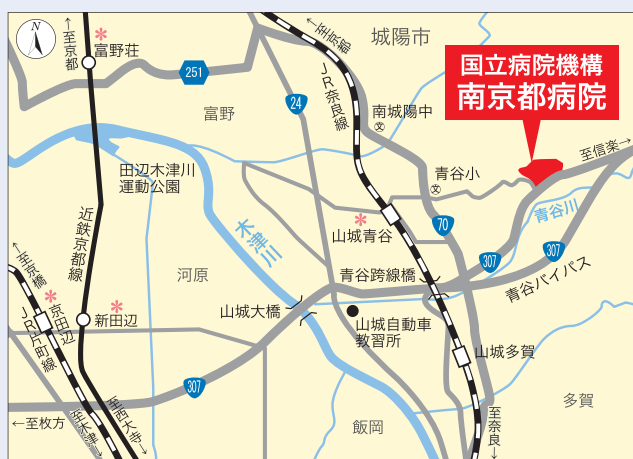 N
←至京都
富野荘
251
富野
←至京都
JR奈良線
24
城陽市
国立病院機構
南京都病院
南城陽中
文
至信楽→
青谷小
文
田辺木津川
運動公園
近鉄京都線
木津川
山城青谷
70
青谷川
307
307
青谷バイパス
河原
青谷跨線橋
←至京橋
京田辺
JR片町線
新田辺
山城大橋
山城自動車
教習所
山城多賀
307
多賀
←至枚方
至木津→
至西大寺→
飯岡
至奈良→